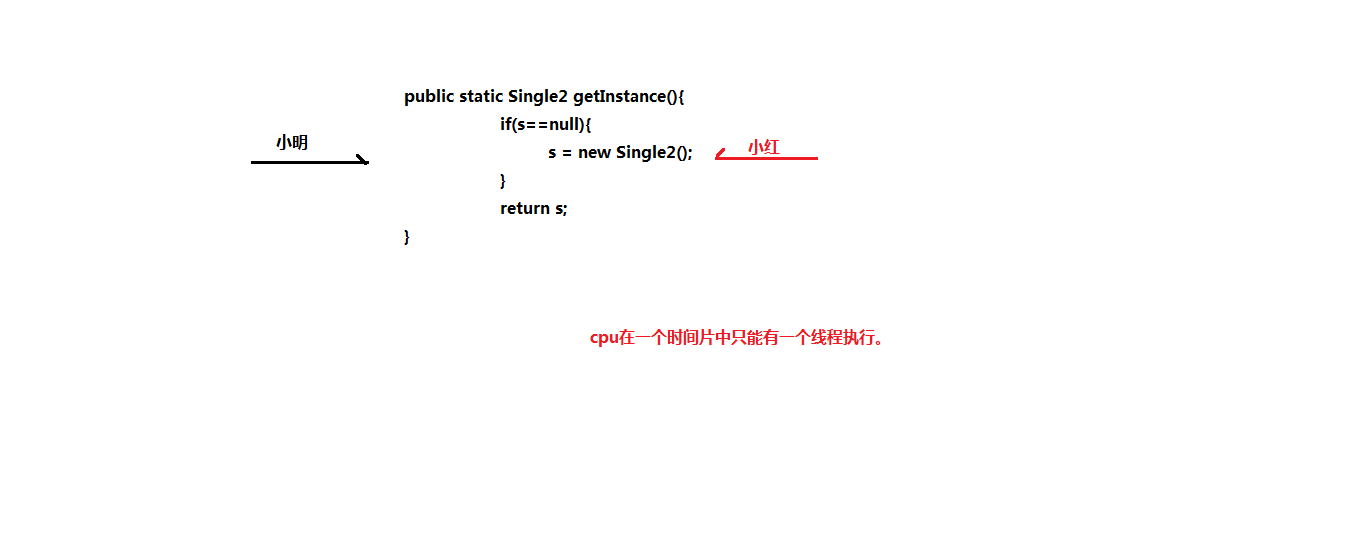 public static Single2 getInstance(){
if(s==null){
小明
s = new Single2();
小红
}
return s;
}
cpu在一个时间片中只能有一个线程执行。